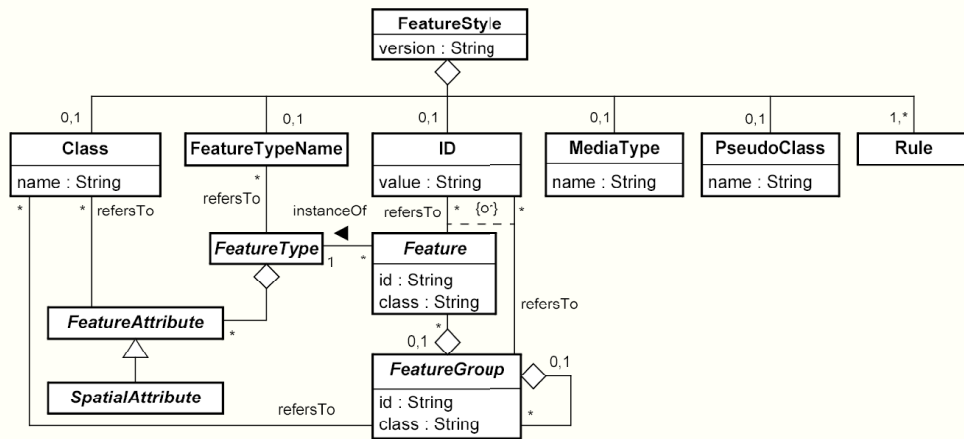 FeatureStyle
version : String
0,1
0,1
0,1
0,1
0,1
1,*
Class
name : String
FeatureTypeName
ID
value : String
MediaType
name : String
PseudoClass
name : String
Rule
*
*
refersTo
*
refersTo
refersTo
*
{or}
*
instanceOf
FeatureType
1
*
Feature
id : String
class : String
refersTo
FeatureAttribute
*
*
0,1
SpatialAttribute
FeatureGroup
id : String
class : String
0,1
*
refersTo